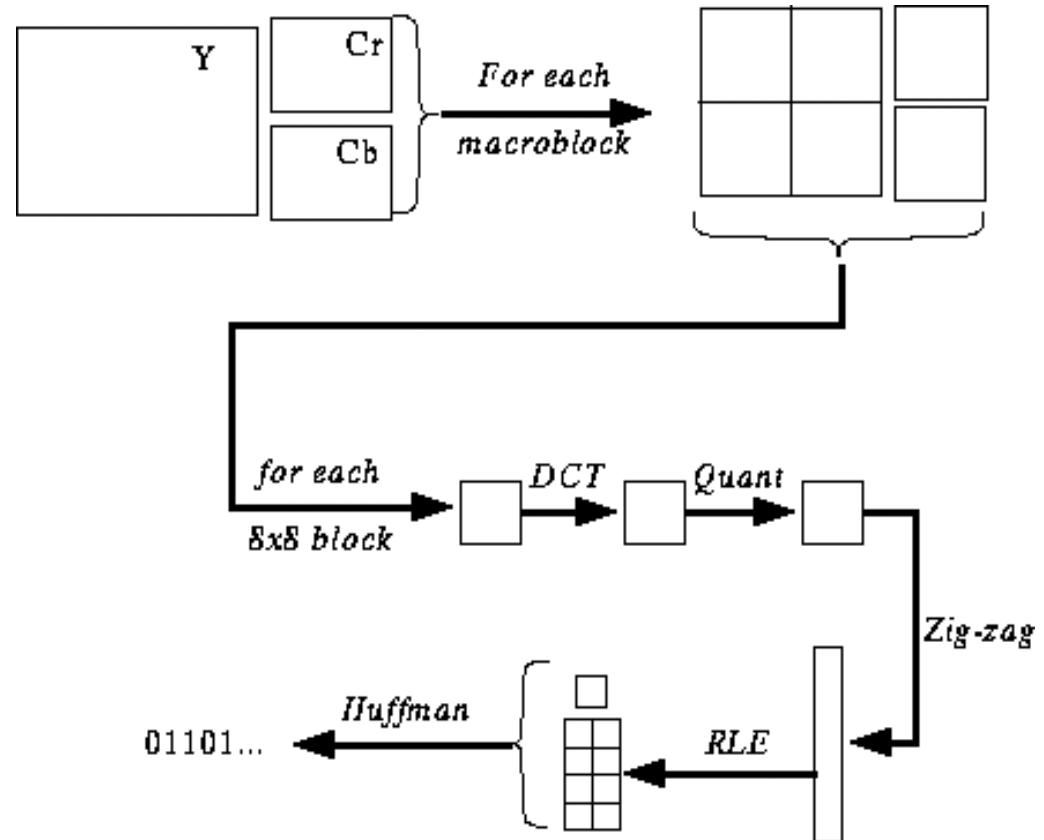 Y
Cr
Cb
For each
macroblock
for each
8x8 block
DCT
Quant
Zig-zag
RLE
Huffman
01101...